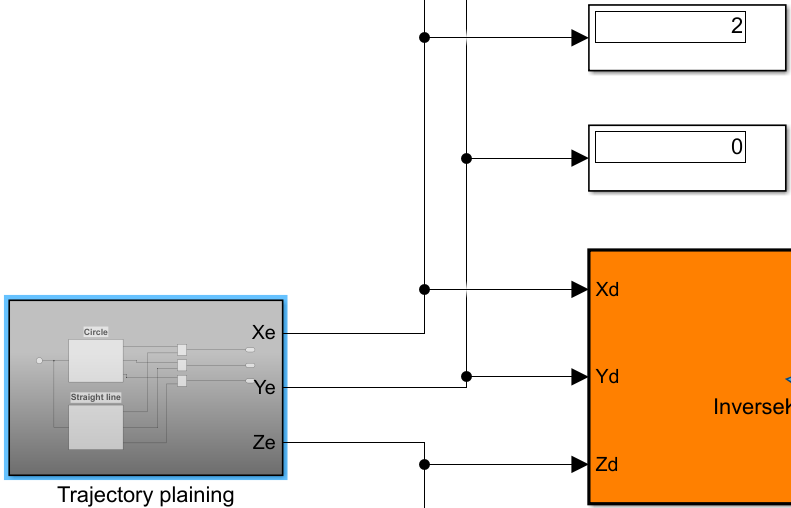 2
0
Xd
Xe
Circle
Yd
Ye
InverseK
Straight line
Ze
Zd
Trajectory plaining